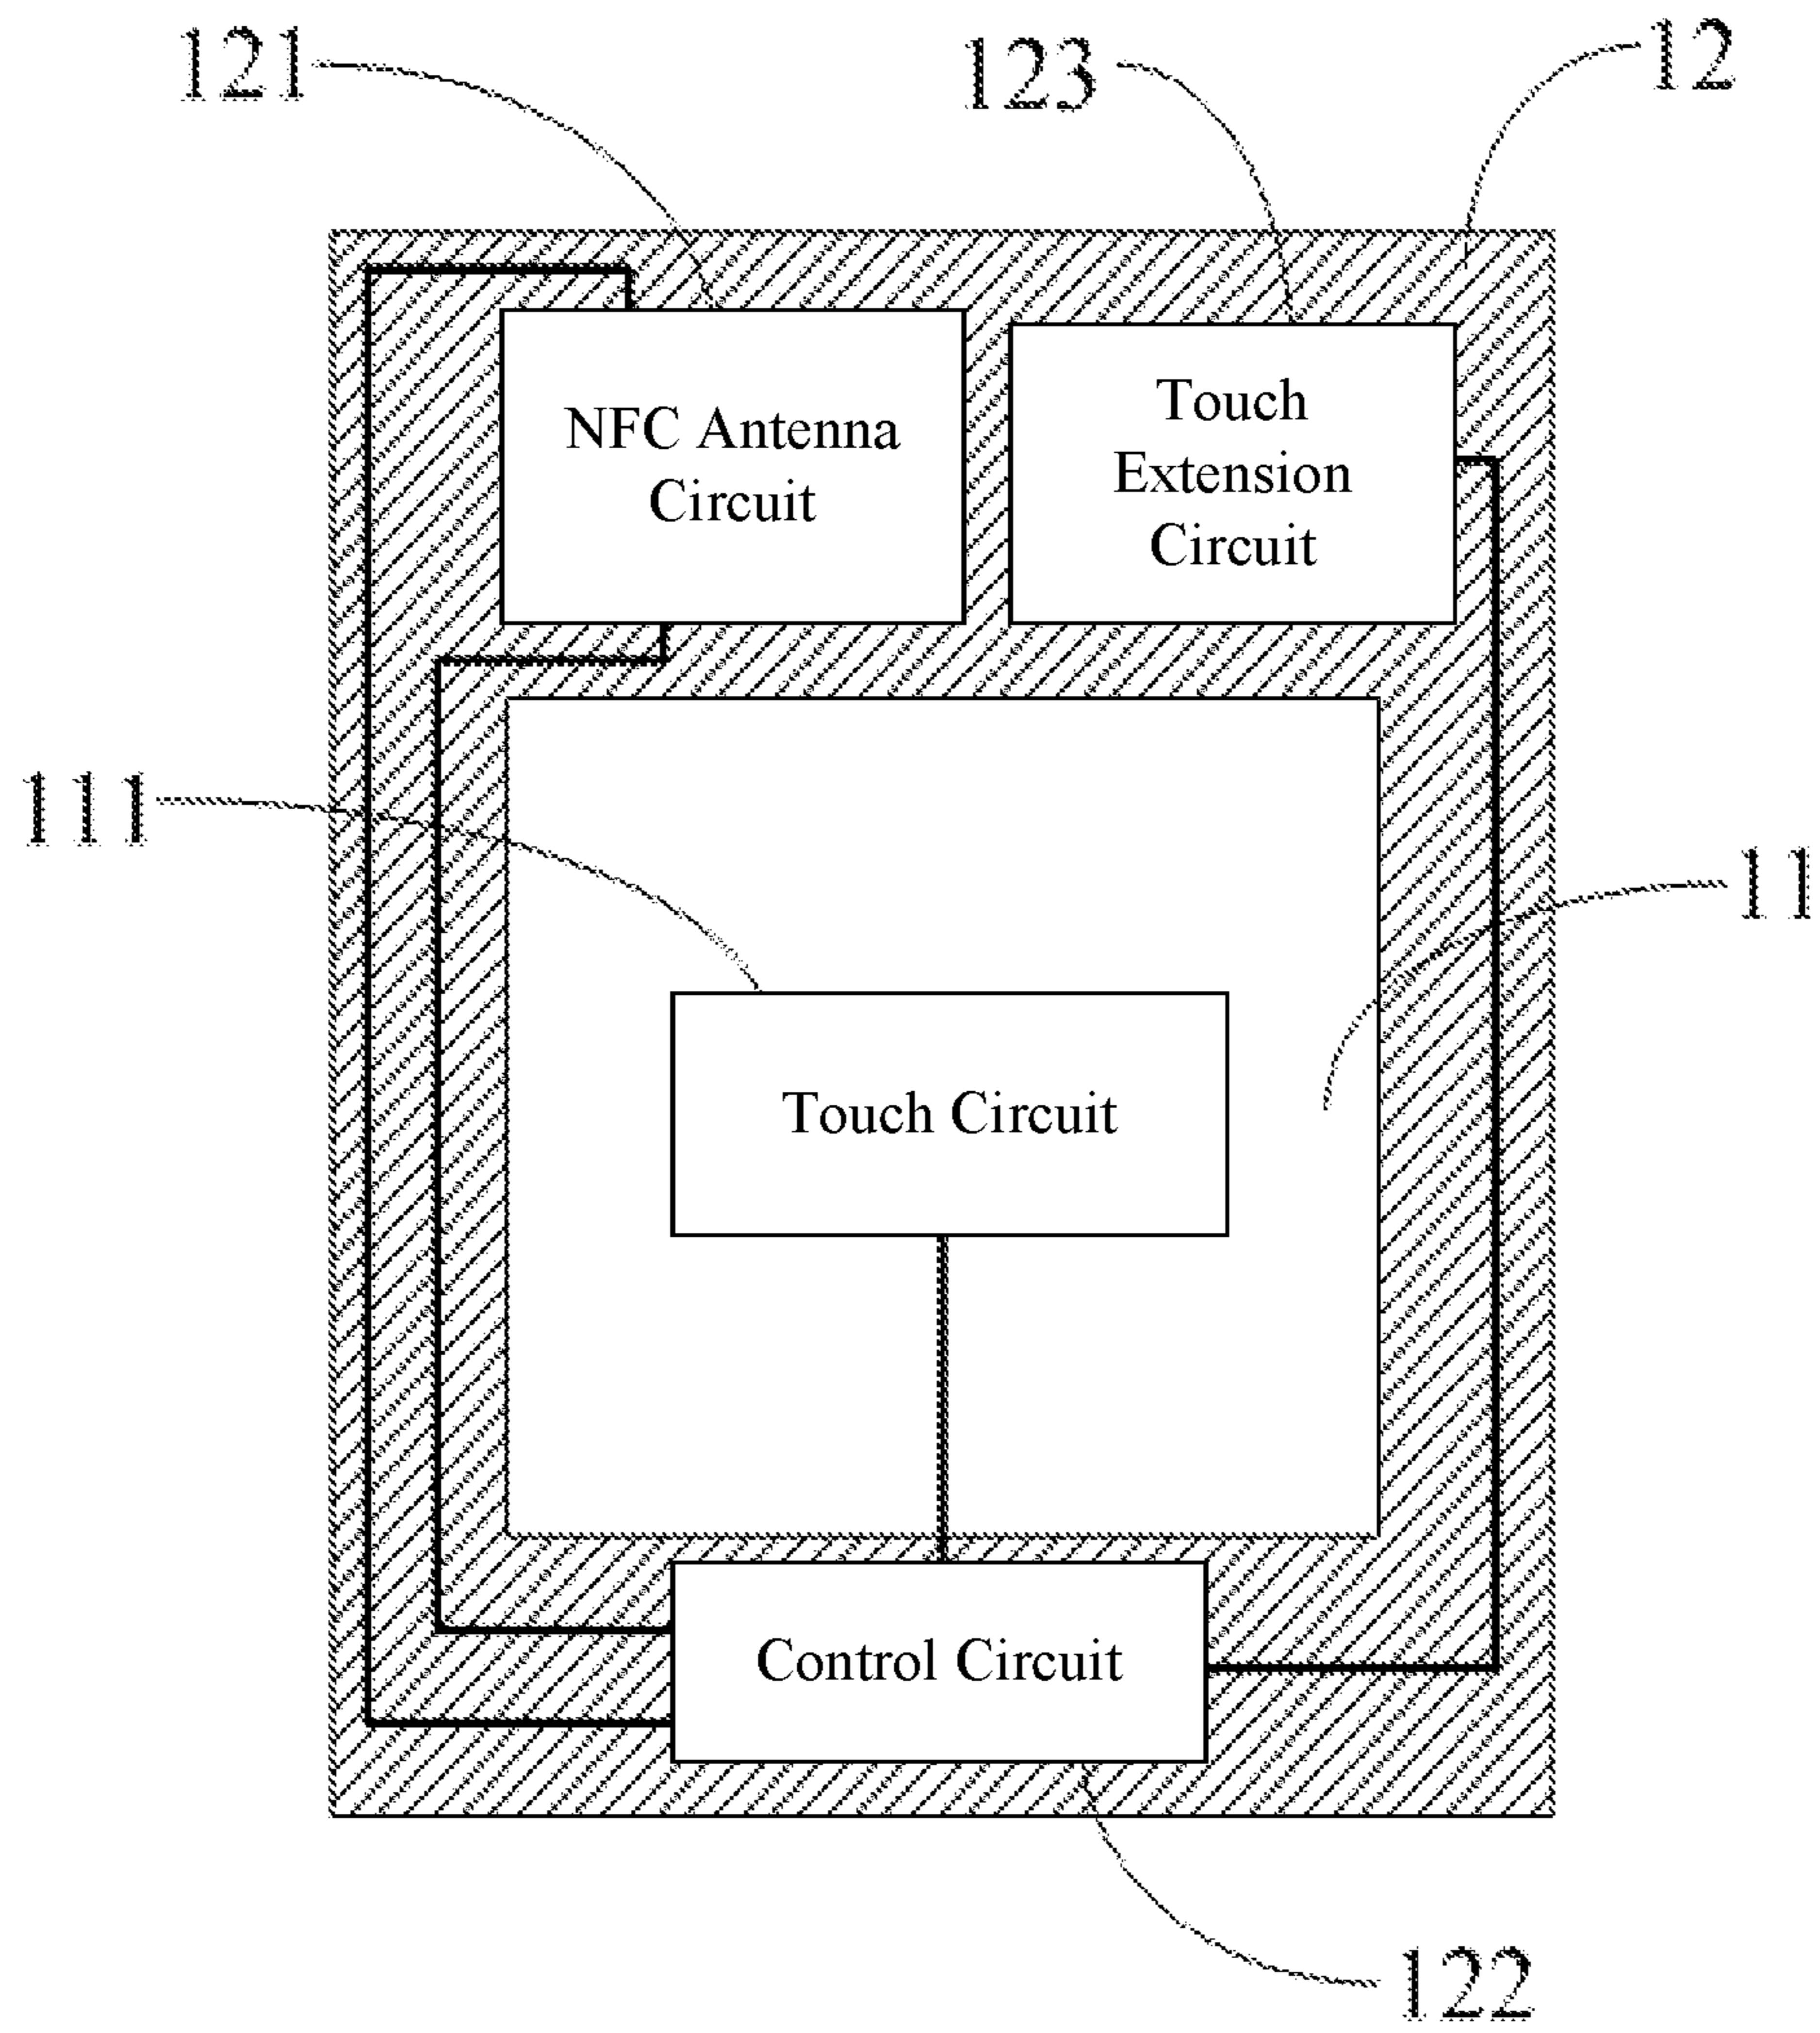 121
123
12
NFC Antenna
Circuit
Touch
Extension
Circuit
111
11
Touch Circuit
Control Circuit
122